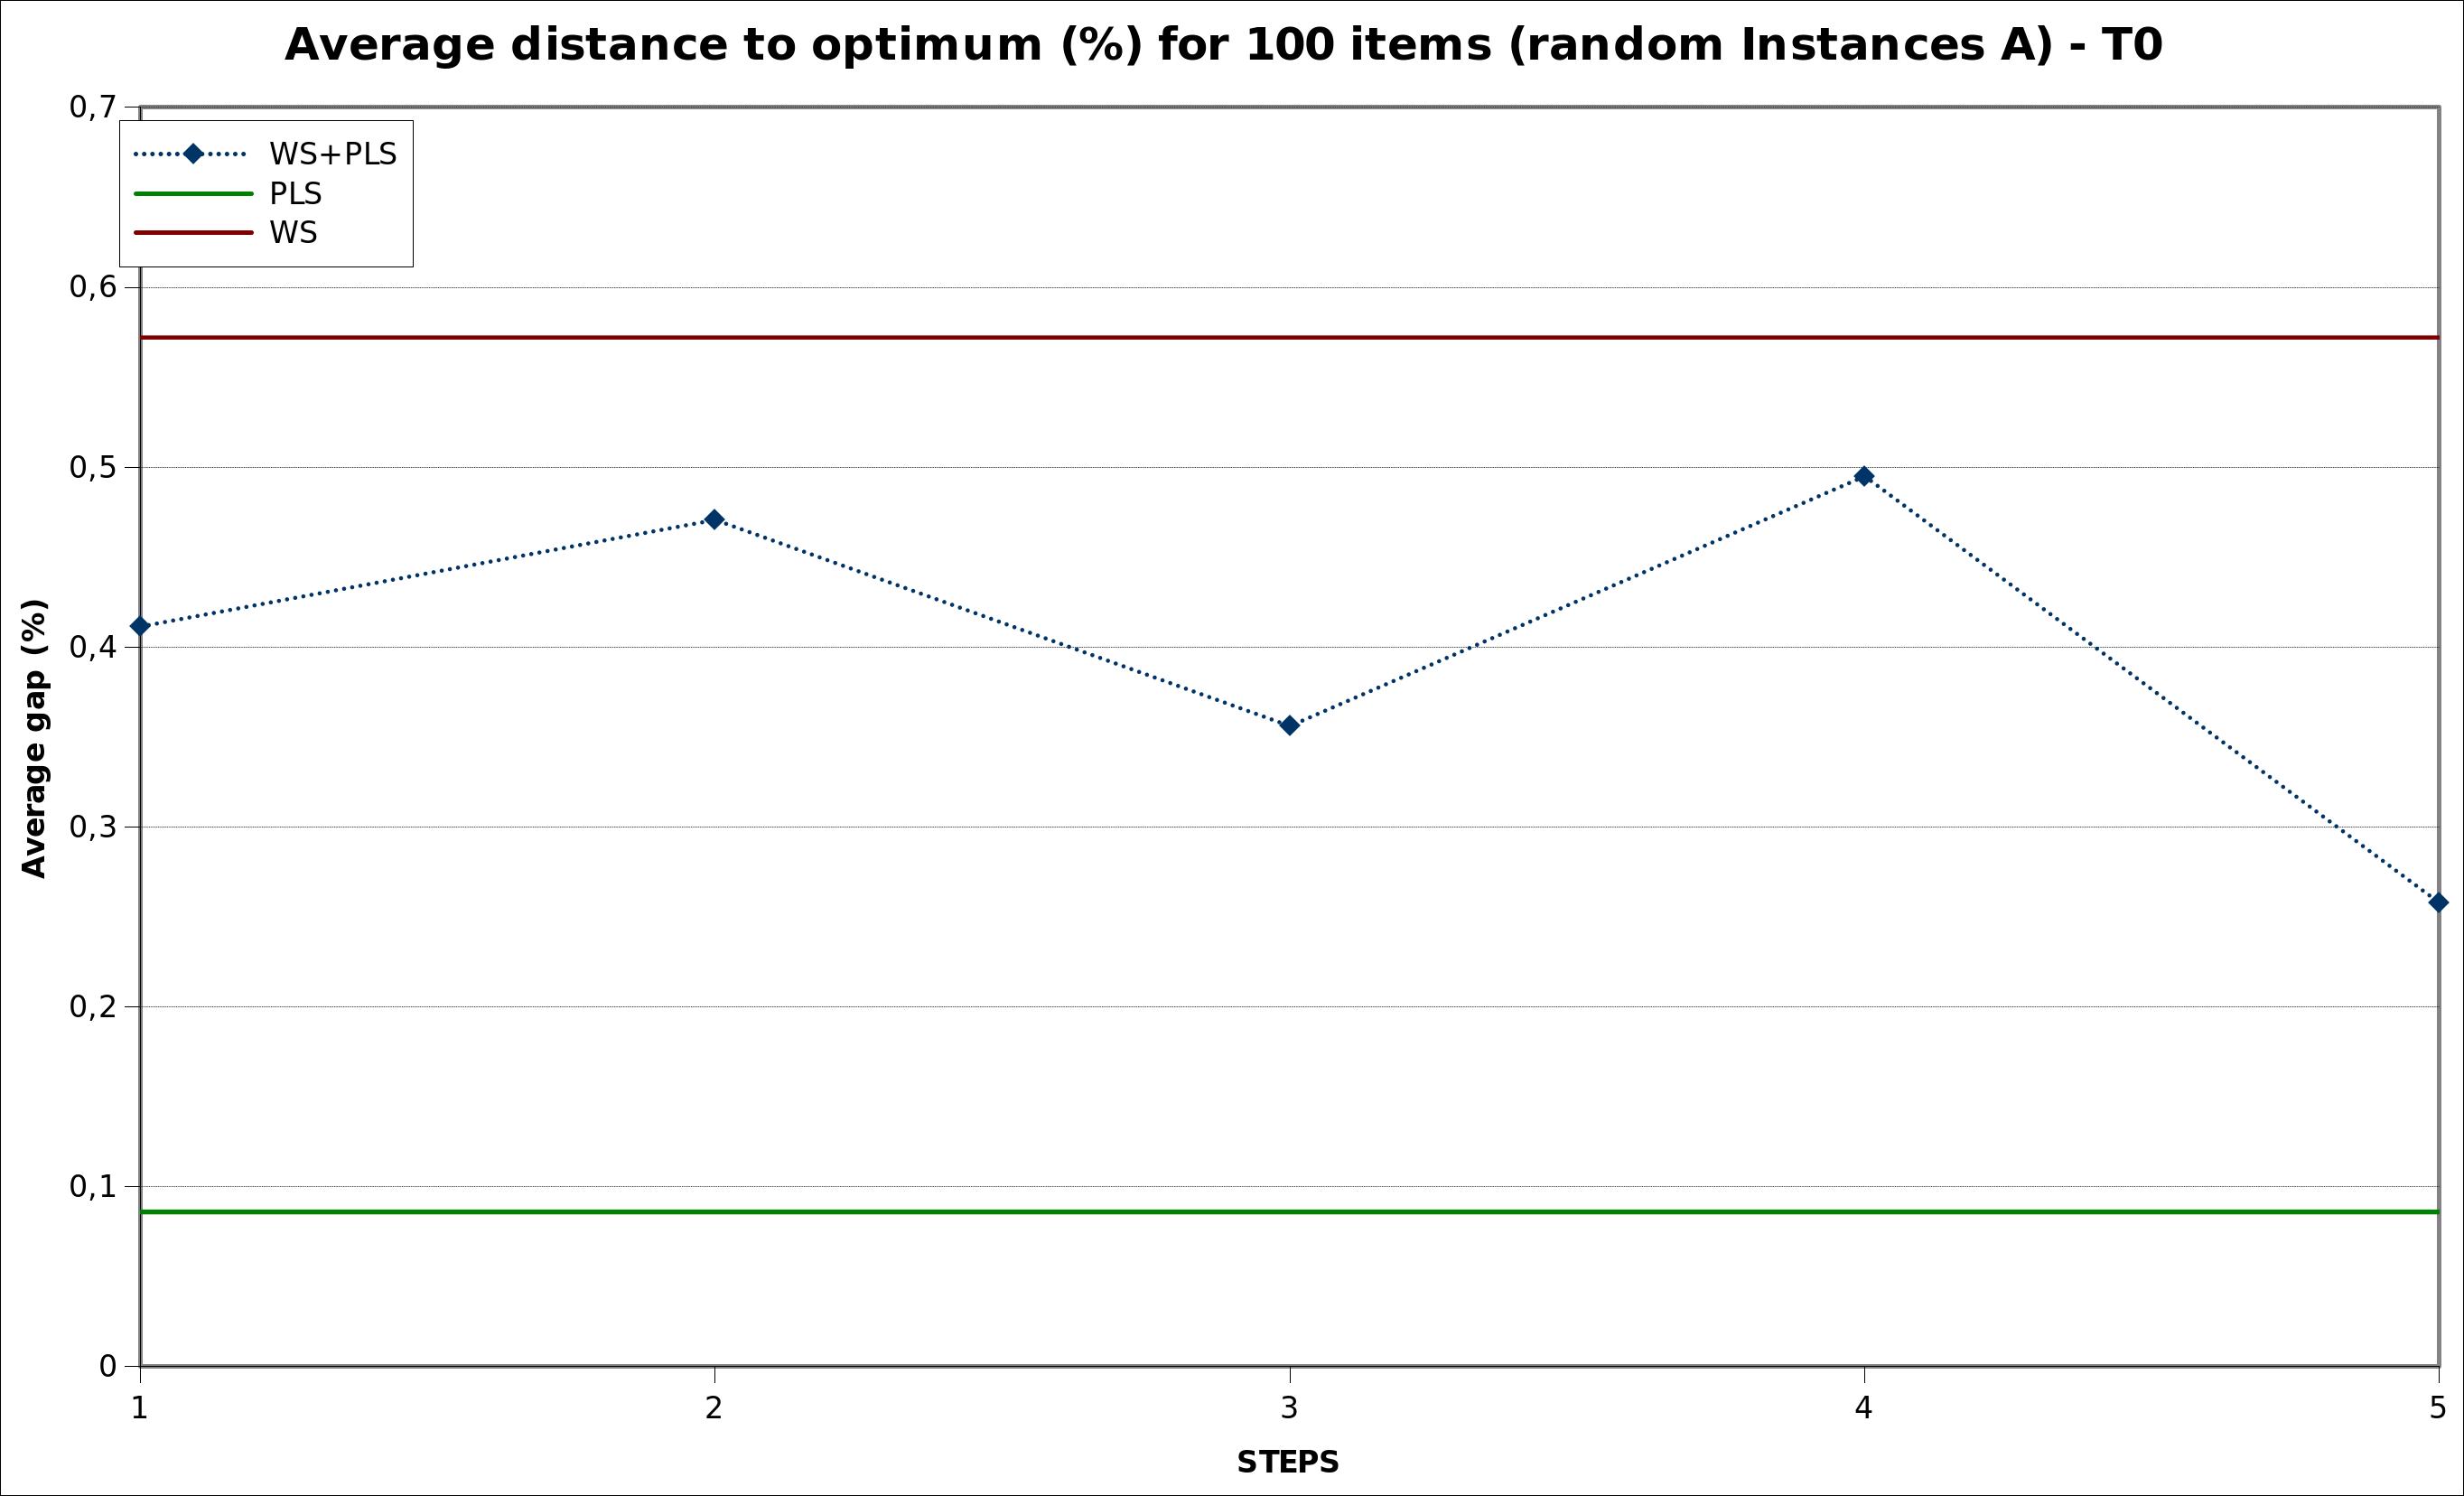 Average distance to optimum (%) for 100 items (random Instances A) - T0
0,7
WS+PLS
PLS
WS
0,6
0,5
0,4
0,3
0,2
0,1
0
Average gap (%)
1 2 3 4 5
STEPS